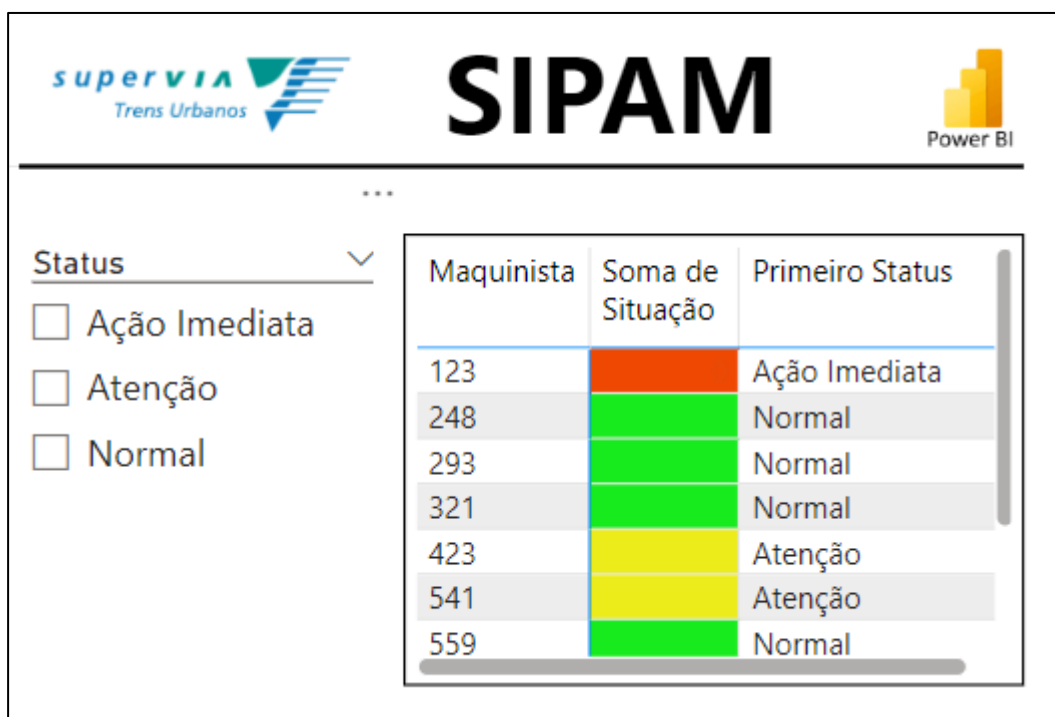 superVIA
Trens Urbanos
SIPAM
Power BI
...
Status
Ação Imediata
Atenção
Normal
Maquinista Soma de Situação Primeiro Status
123 Ação Imediata
248 Normal
293 Normal
321 Normal
423 Atenção
541 Atenção
559 Normal